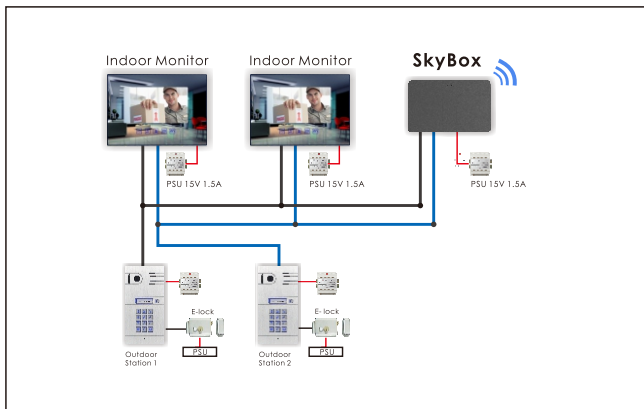 Indoor Monitor
Indoor Monitor
SkyBox
PSU 15V 1.5A
PSU 15V 1.5A
PSU 15V 1.5A
E-lock
E-lock
PSU
PSU
Outdoor
Station 1
Outdoor
Station 2